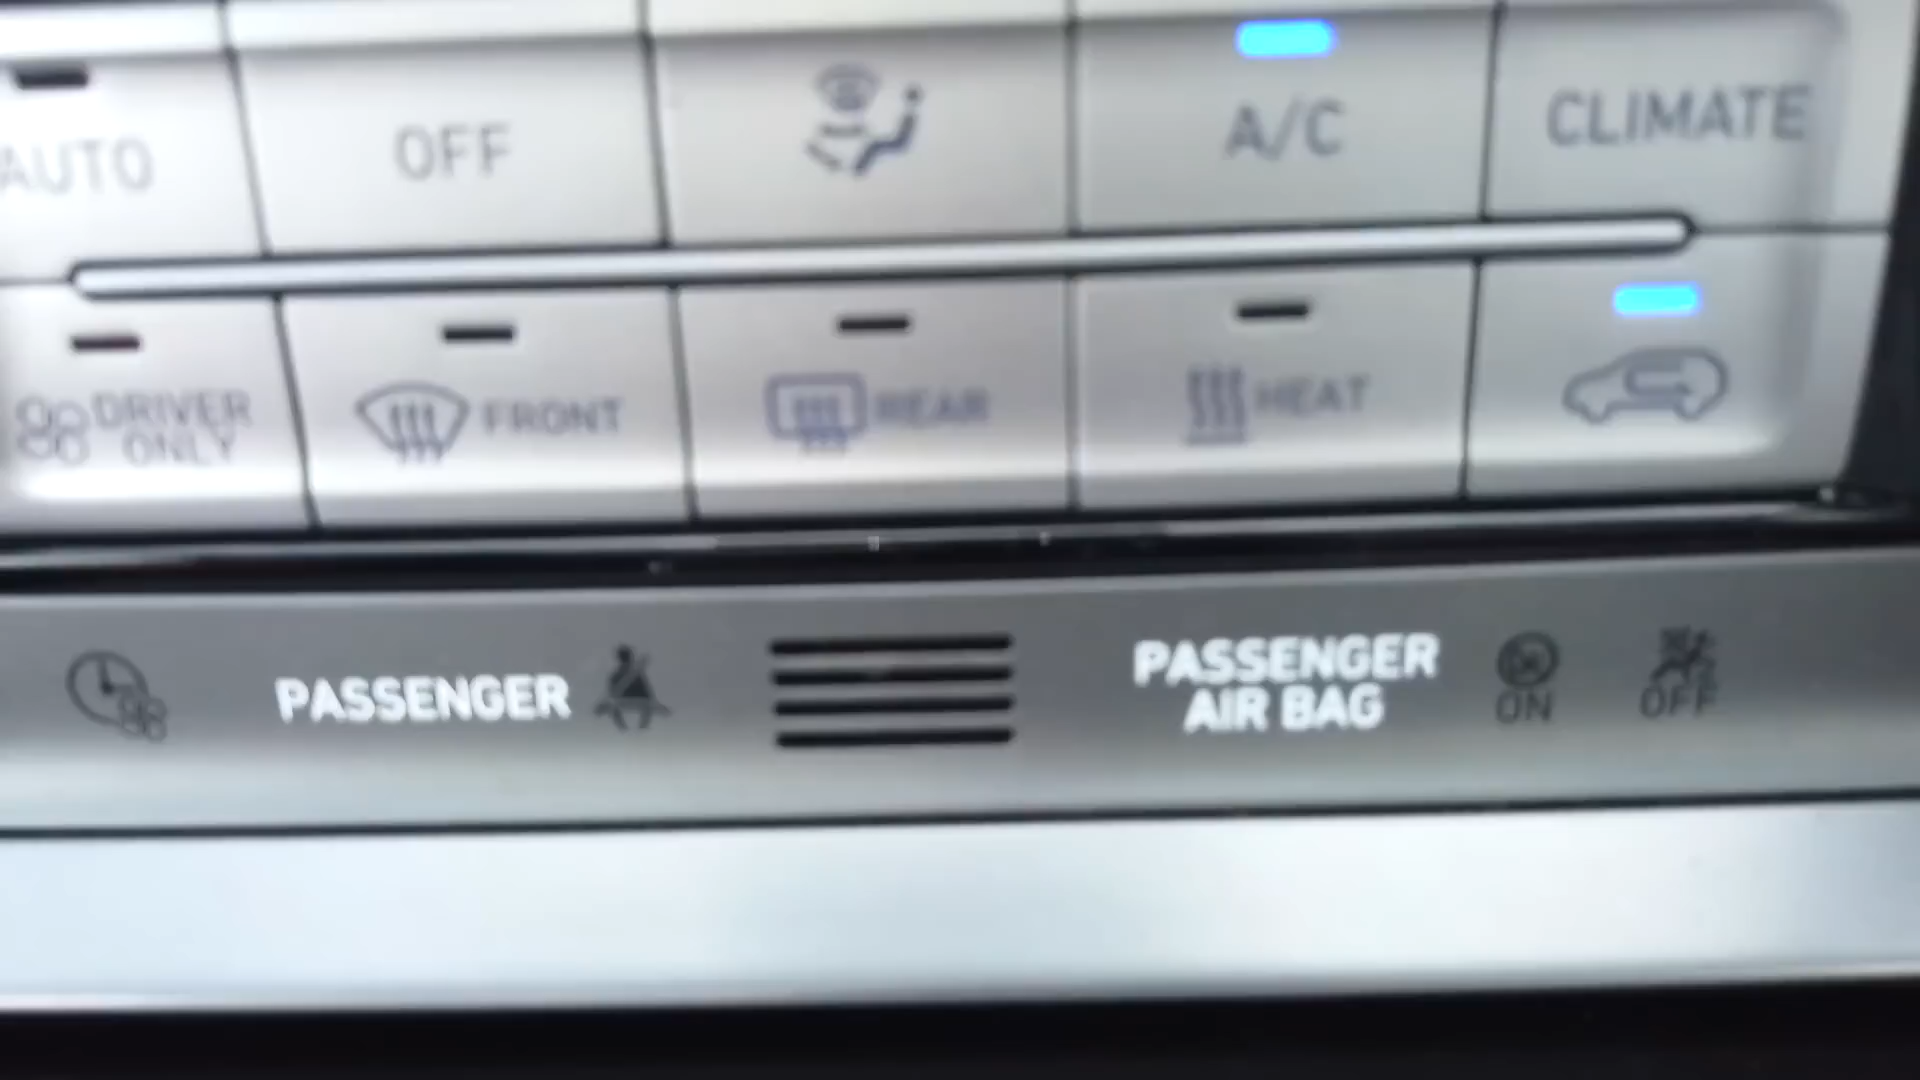 AUTO
OFF
A/C
CLIMATE
DRIVER
ONLY
FRONT
REAR
HEAT
PASSENGER
PASSENGER
AIR BAG
ON
OFF